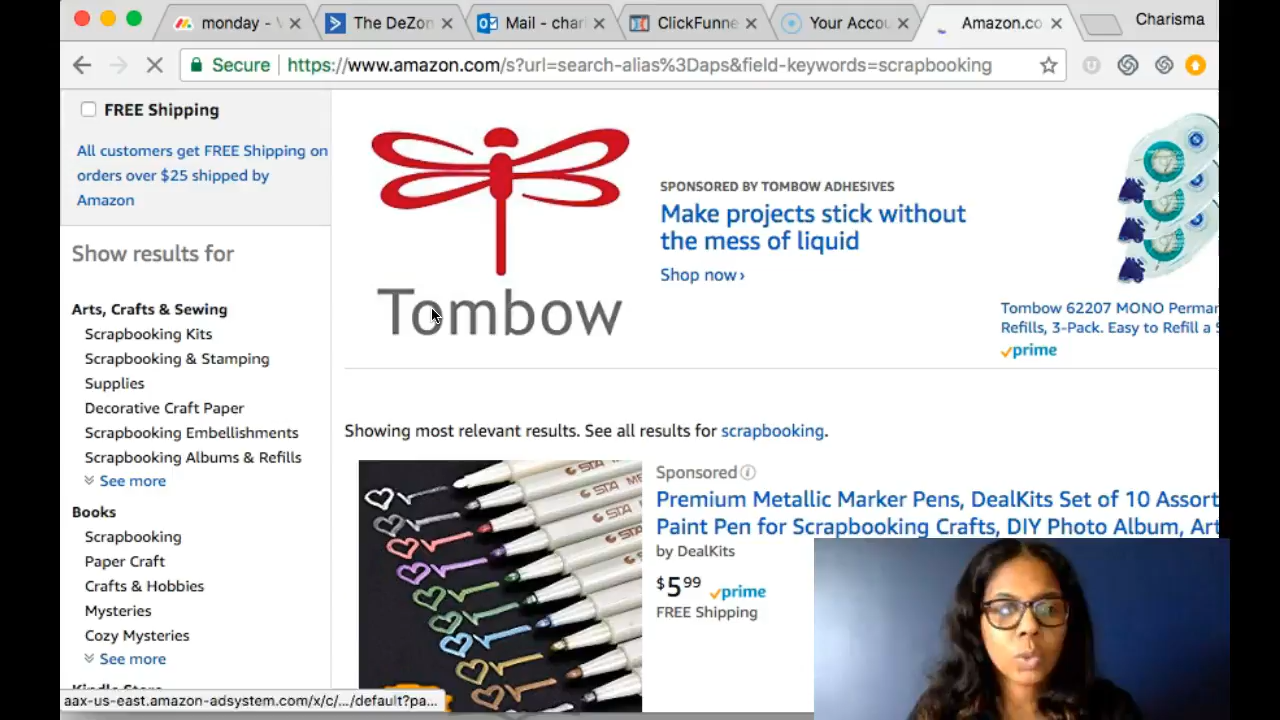 monday - 
The DeZon
Mail - chari
ClickFunne
Your Accou
Amazon.co
Charisma
Secure
https://www.amazon.com/s?url=search-alias%3Daps&field-keywords=scrapbooking
FREE Shipping
All customers get FREE Shipping on
orders over $25 shipped by
Amazon
Show results for
Arts, Crafts & Sewing
Scrapbooking Kits
Scrapbooking & Stamping
Supplies
Decorative Craft Paper
Scrapbooking Embellishments
Scrapbooking Albums & Refills
See more
Books
Scrapbooking
Paper Craft
Crafts & Hobbies
Mysteries
Cozy Mysteries
See more
aax-us-east.amazon-adsystem.com/x/c/.../default?pa...
Tombow
SPONSORED BY TOMBOW ADHESIVES
Make projects stick without
the mess of liquid
Shop now›
Tombow 62207 MONO Perman
Refills, 3-Pack. Easy to Refill a S
prime
Showing most relevant results. See all results for scrapbooking.
STA
STA
STA
Sponsored
Premium Metallic Marker Pens, DealKits Set of 10 Assort
Paint Pen for Scrapbooking Crafts, DIY Photo Album, Art
by DealKits
$5 99 prime
FREE Shipping